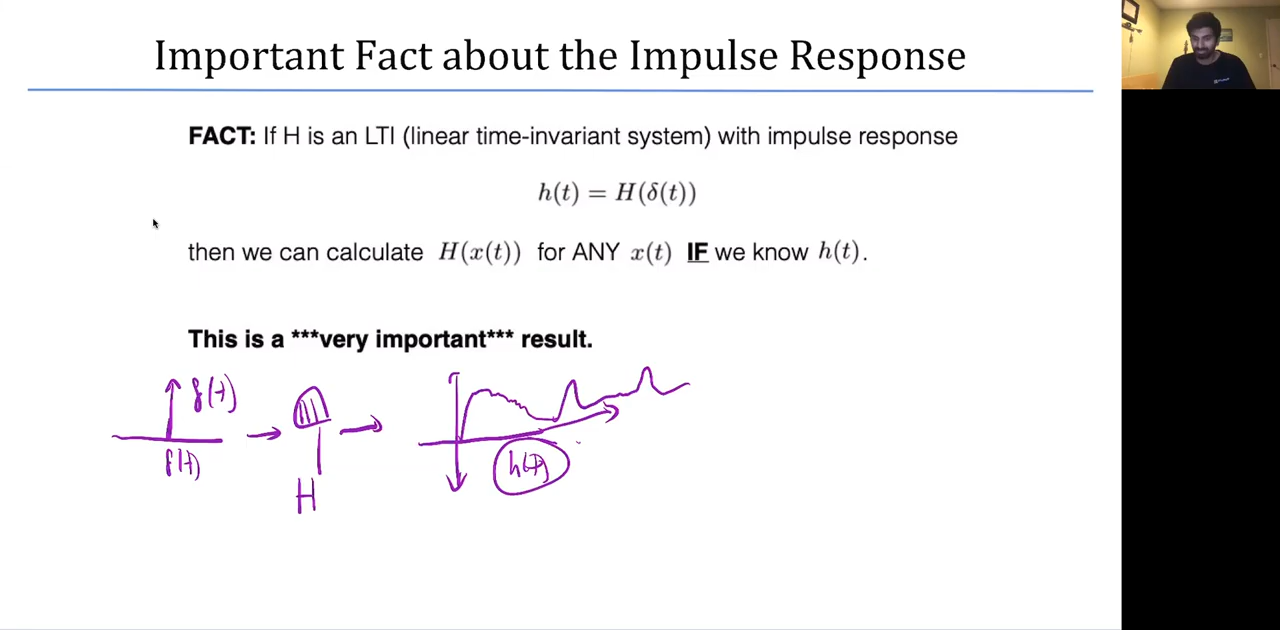 Important Fact about the Impulse Response
FACT: If H is an LTI (linear time-invariant system) with impulse response
h(t) = H(δ(t))
then we can calculate H(x(t)) for ANY x(t) IF we know h(t).
This is a ***very important*** result.
δ(t)
h(t)
H